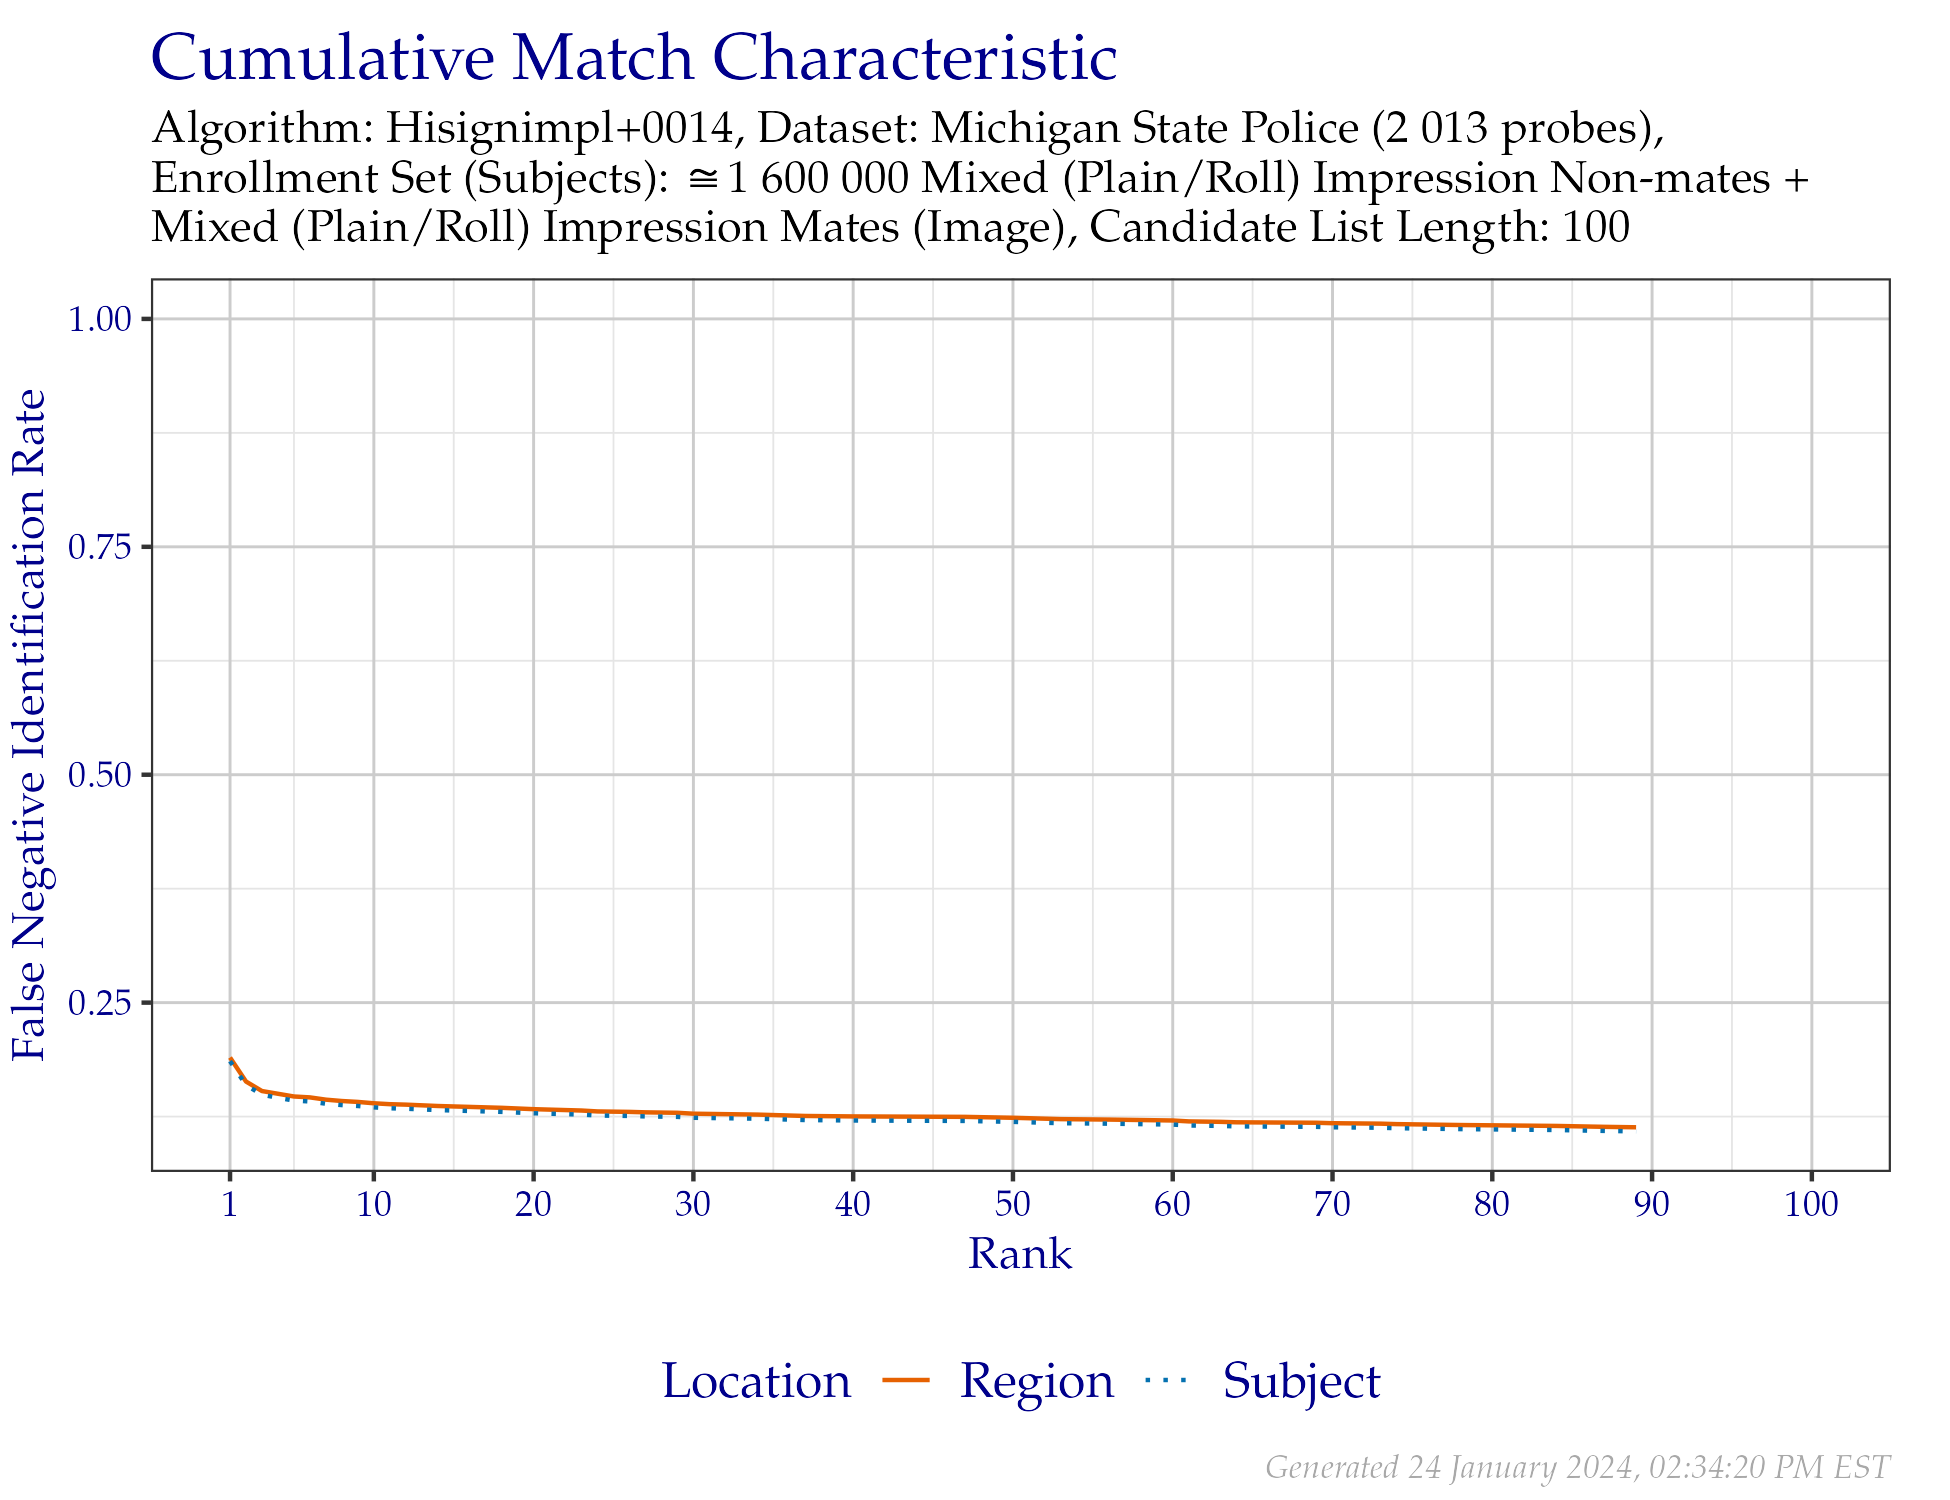 Cumulative Match Characteristic
Algorithm: Hisignimpl+0014, Dataset: Michigan State Police (2 013 probes),
Enrollment Set (Subjects): ≅ 1 600 000 Mixed (Plain/Roll) Impression Non-mates +
Mixed (Plain/Roll) Impression Mates (Image), Candidate List Length: 100
False Negative Identification Rate
1.00
0.75
0.50
0.25
1 10 20 30 40 50 60 70 80 90 100
Rank
Location Region Subject
Generated 24 January 2024, 02:34:20 PM EST